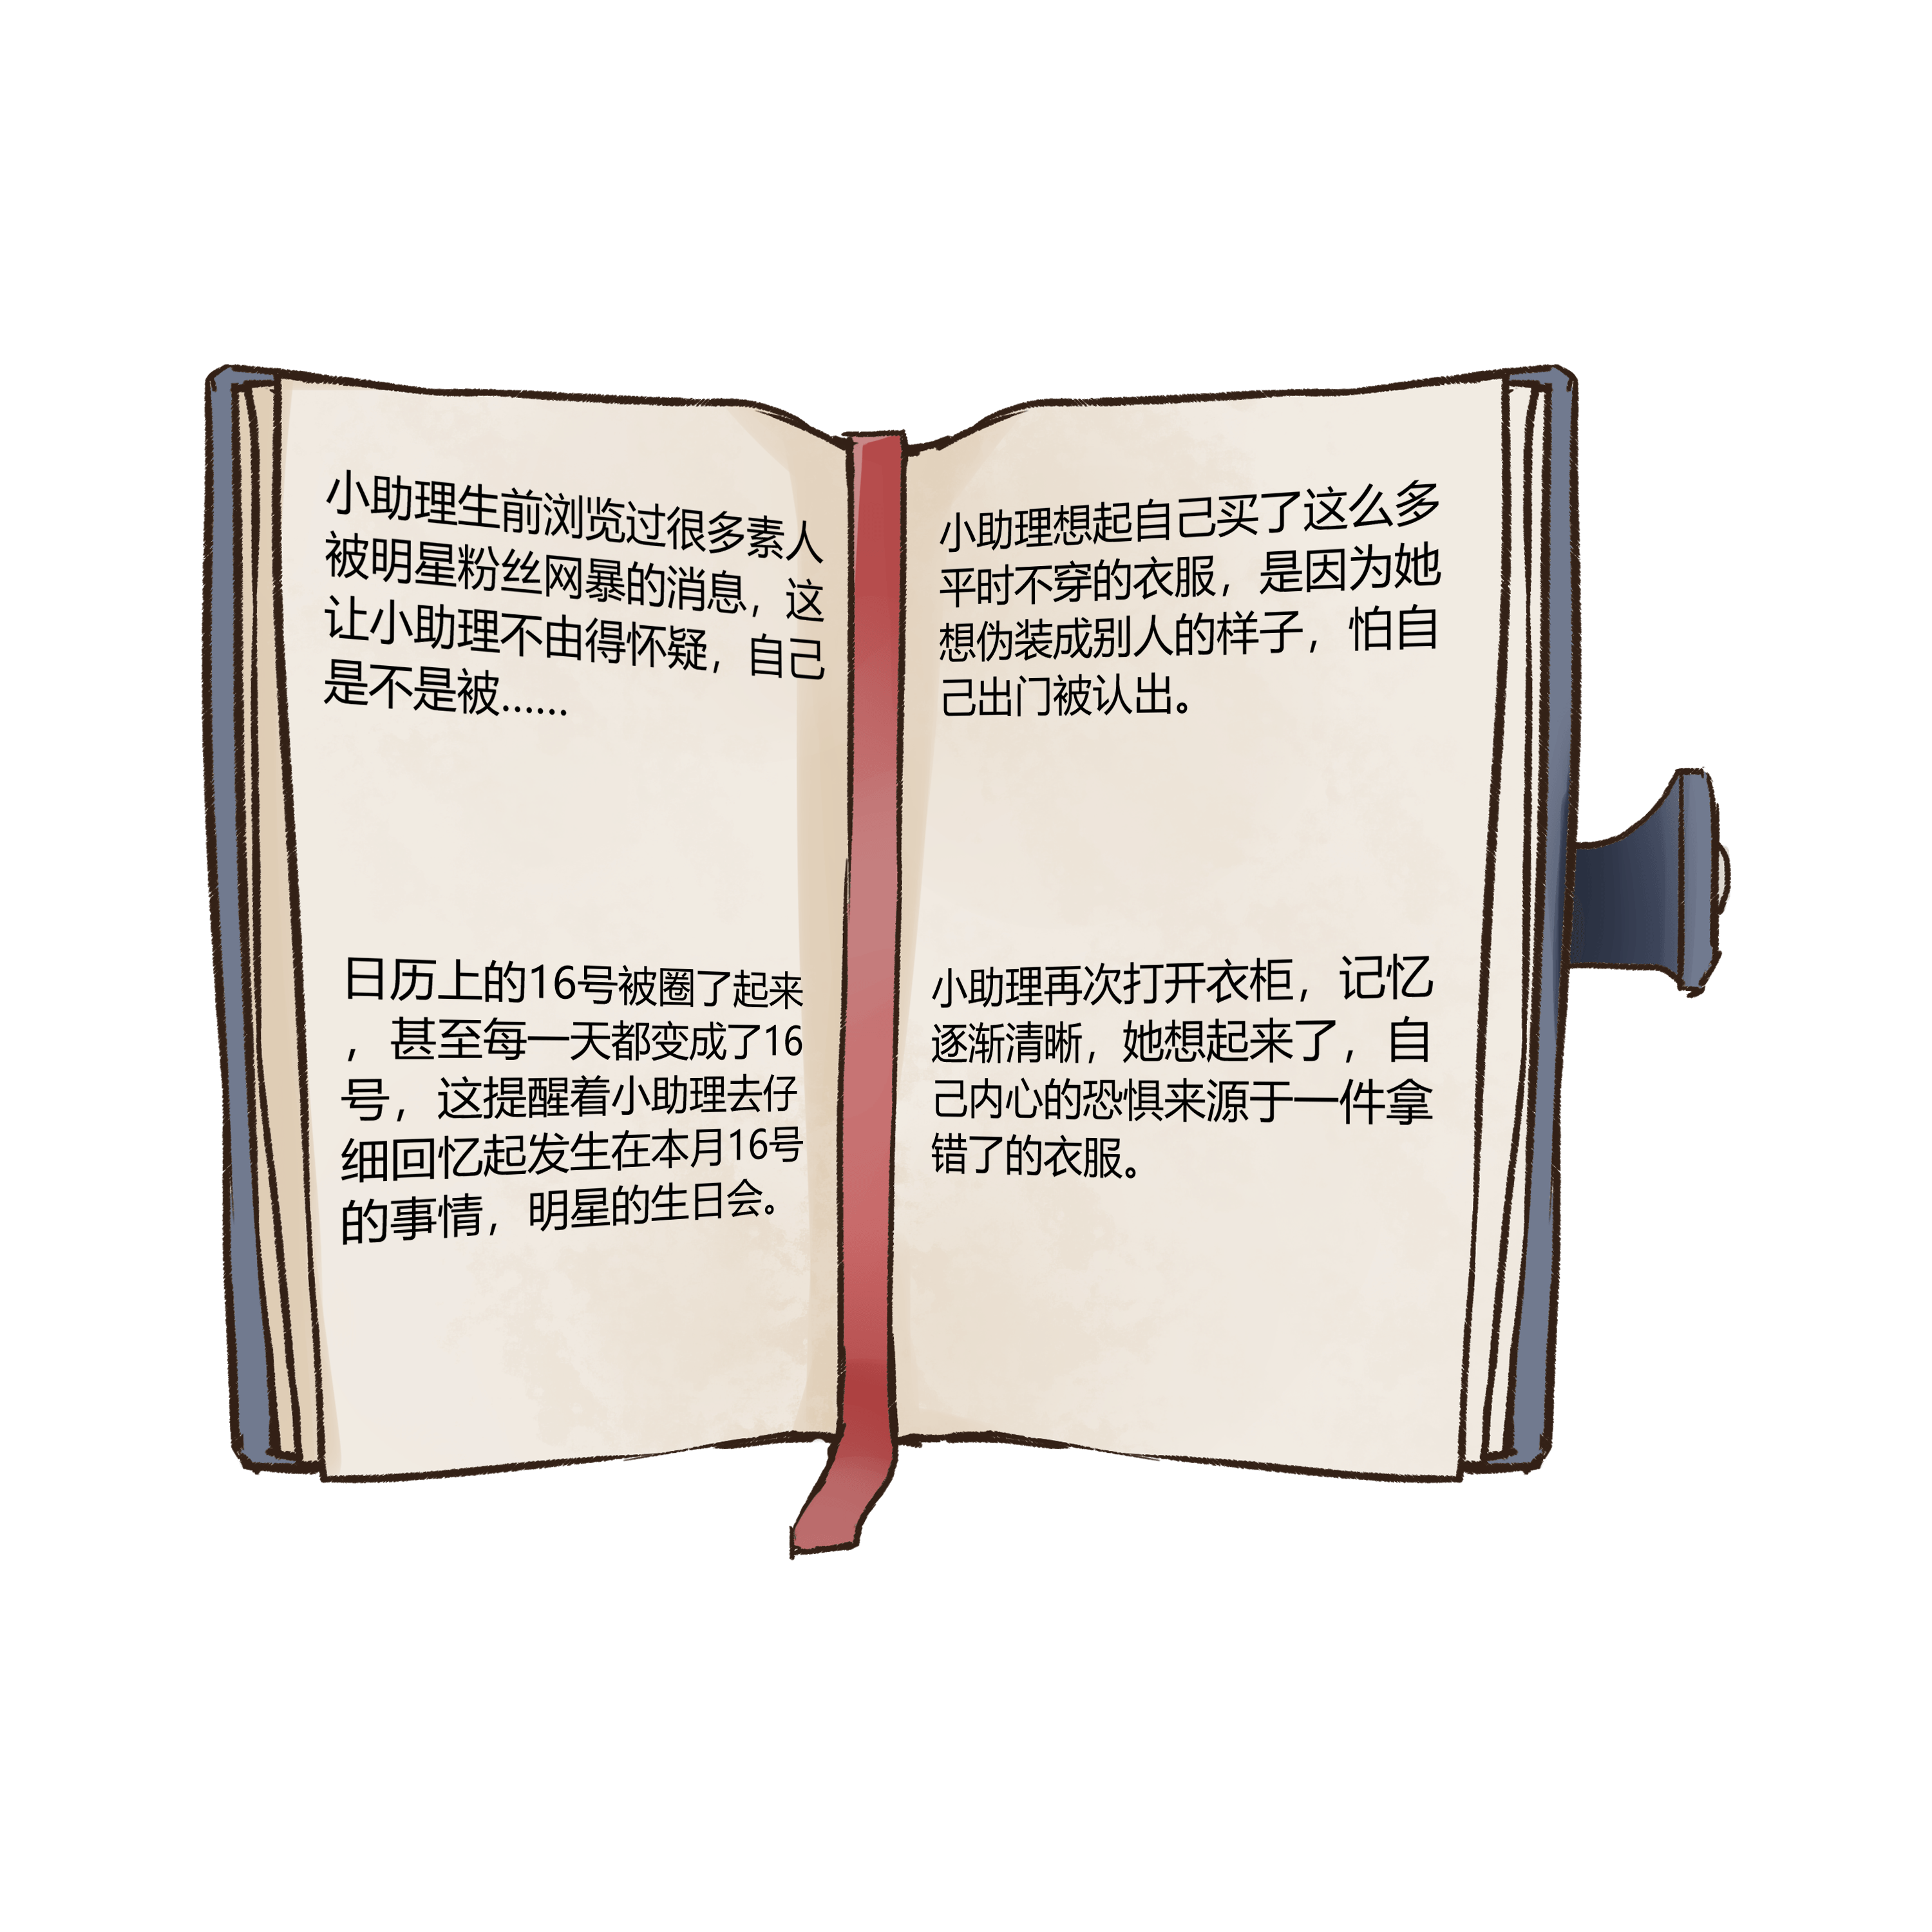 小助理生前浏览过很多素人
被明星粉丝网暴的消息，这
让小助理不由得怀疑，自己
是不是被……
日历上的16号被圈了起来
，甚至每一天都变成了16
号，这提醒着小助理去仔
细回忆起发生在本月16号
的事情，明星的生日会。
小助理想起自己买了这么多
平时不穿的衣服，是因为她
想伪装成别人的样子，怕自
己出门被认出。
小助理再次打开衣柜，记忆
逐渐清晰，她想起来了，自
己内心的恐惧来源于一件拿
错了的衣服。